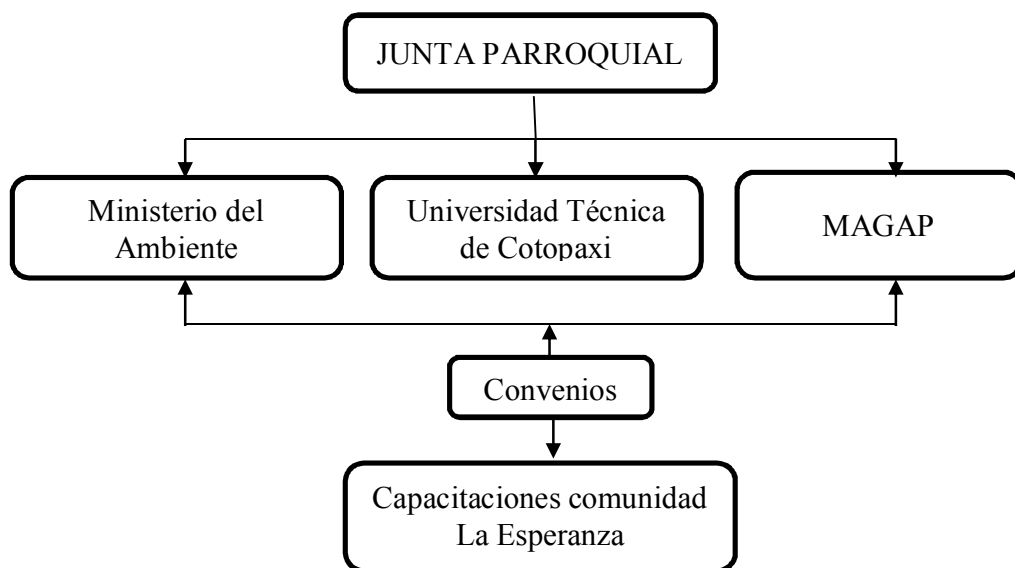 JUNTA PARROQUIAL
Ministerio del
Ambiente
Universidad Técnica
de Cotopaxi
MAGAP
Convenios
Capacitaciones comunidad
La Esperanza